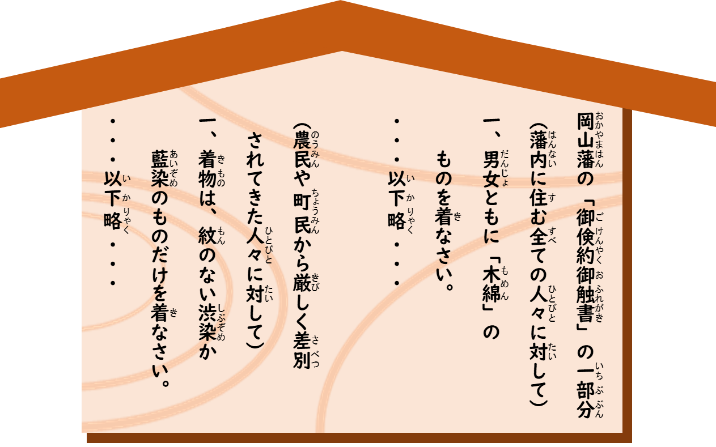 岡山藩の「御倹約御触書」の一部分
(藩内に住む全ての人々に対して)
一、男女ともに「木綿」の
ものを着なさい。
・・・以下略・・・
(農民や町民から厳しく差別
されてきた人々に対して)
一、着物は、紋のない渋染か
藍染のものだけを着なさい。
・・・以下略・・・